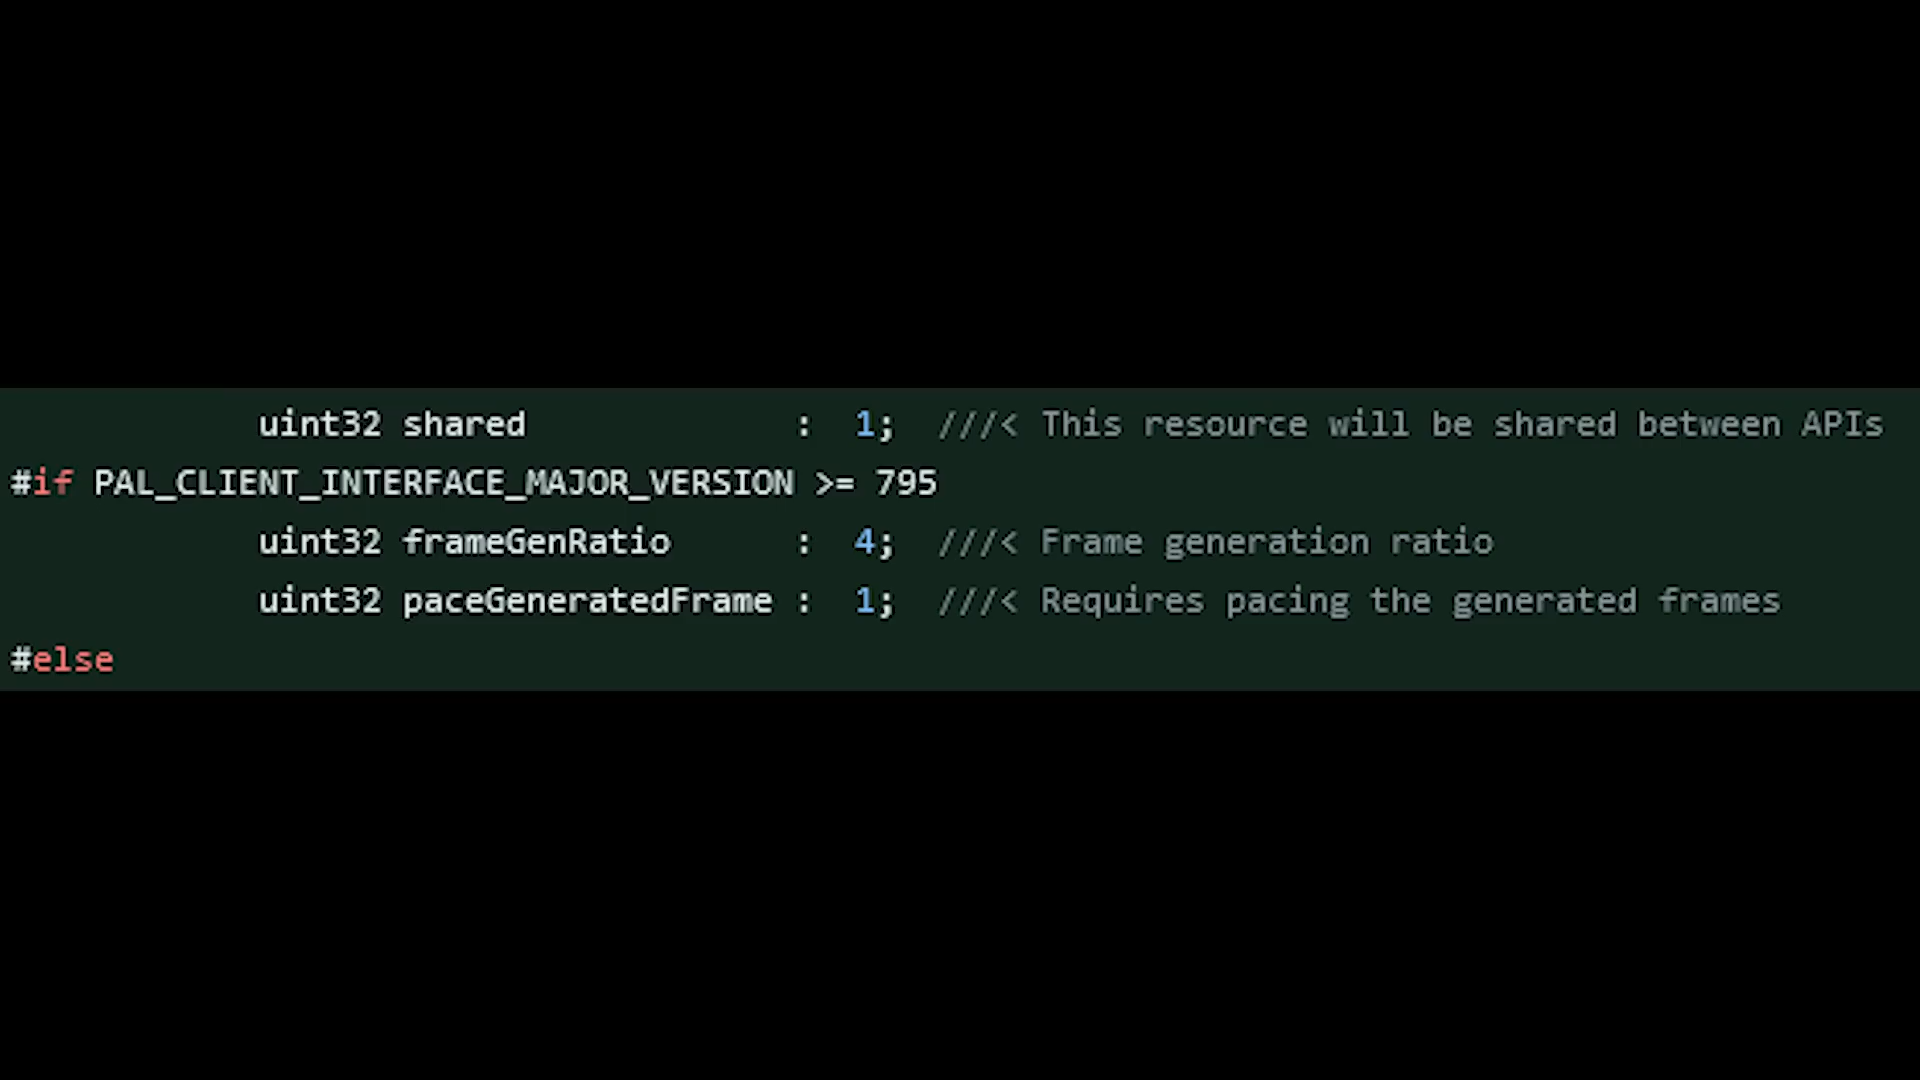 uint32 shared : 1; ///< This resource will be shared between APIs
#if PAL_CLIENT_INTERFACE_MAJOR_VERSION >= 795
uint32 frameGenRatio : 4; ///< Frame generation ratio
uint32 paceGeneratedFrame : 1; ///< Requires pacing the generated frames
#else